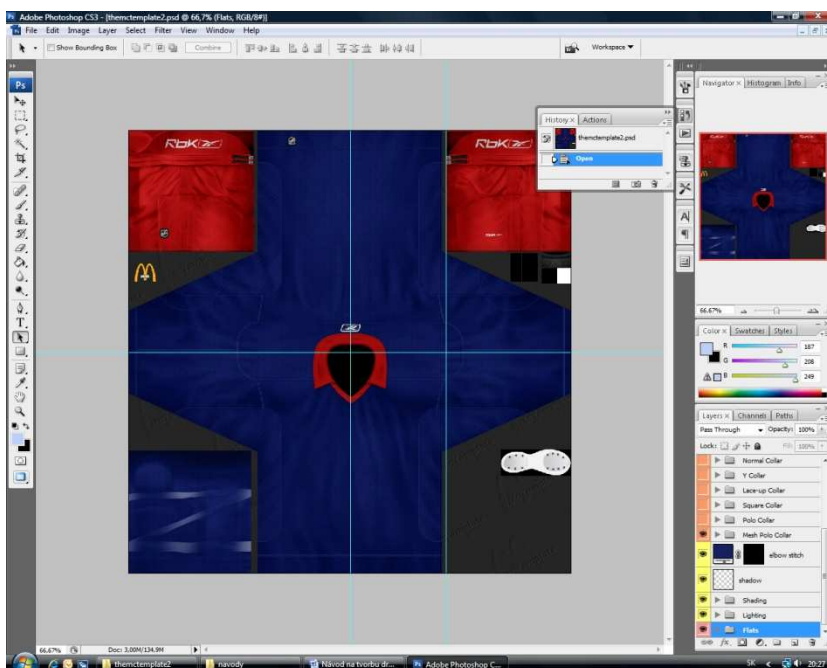 Adobe Photoshop CS3 - [themctemplate2.psd @ 66,7% (Flats, RGB/8#)]
File Edit Image Layer Select Filter View Window Help
Show Bounding Box Combine Workspace
Ps
Navigator Histogram Info
History Actions
themctemplate2.psd
Open
RbK
RbK
66.67%
Color Swatches Styles
R 187
G 208
B 249
Layers Channels Paths
Pass Through Opacity: 100%
Lock: Fill: 100%
Normal Collar
Y Collar
Lace-up Collar
Square Collar
Polo Collar
Mesh Polo Collar
elbow stitch
shadow
Shading
Lighting
Flats
66.67% Doc: 3,00M/134,9M
themctemplate2 navody Návod na tvorbu dr... Adobe Photoshop C... SK 20:27